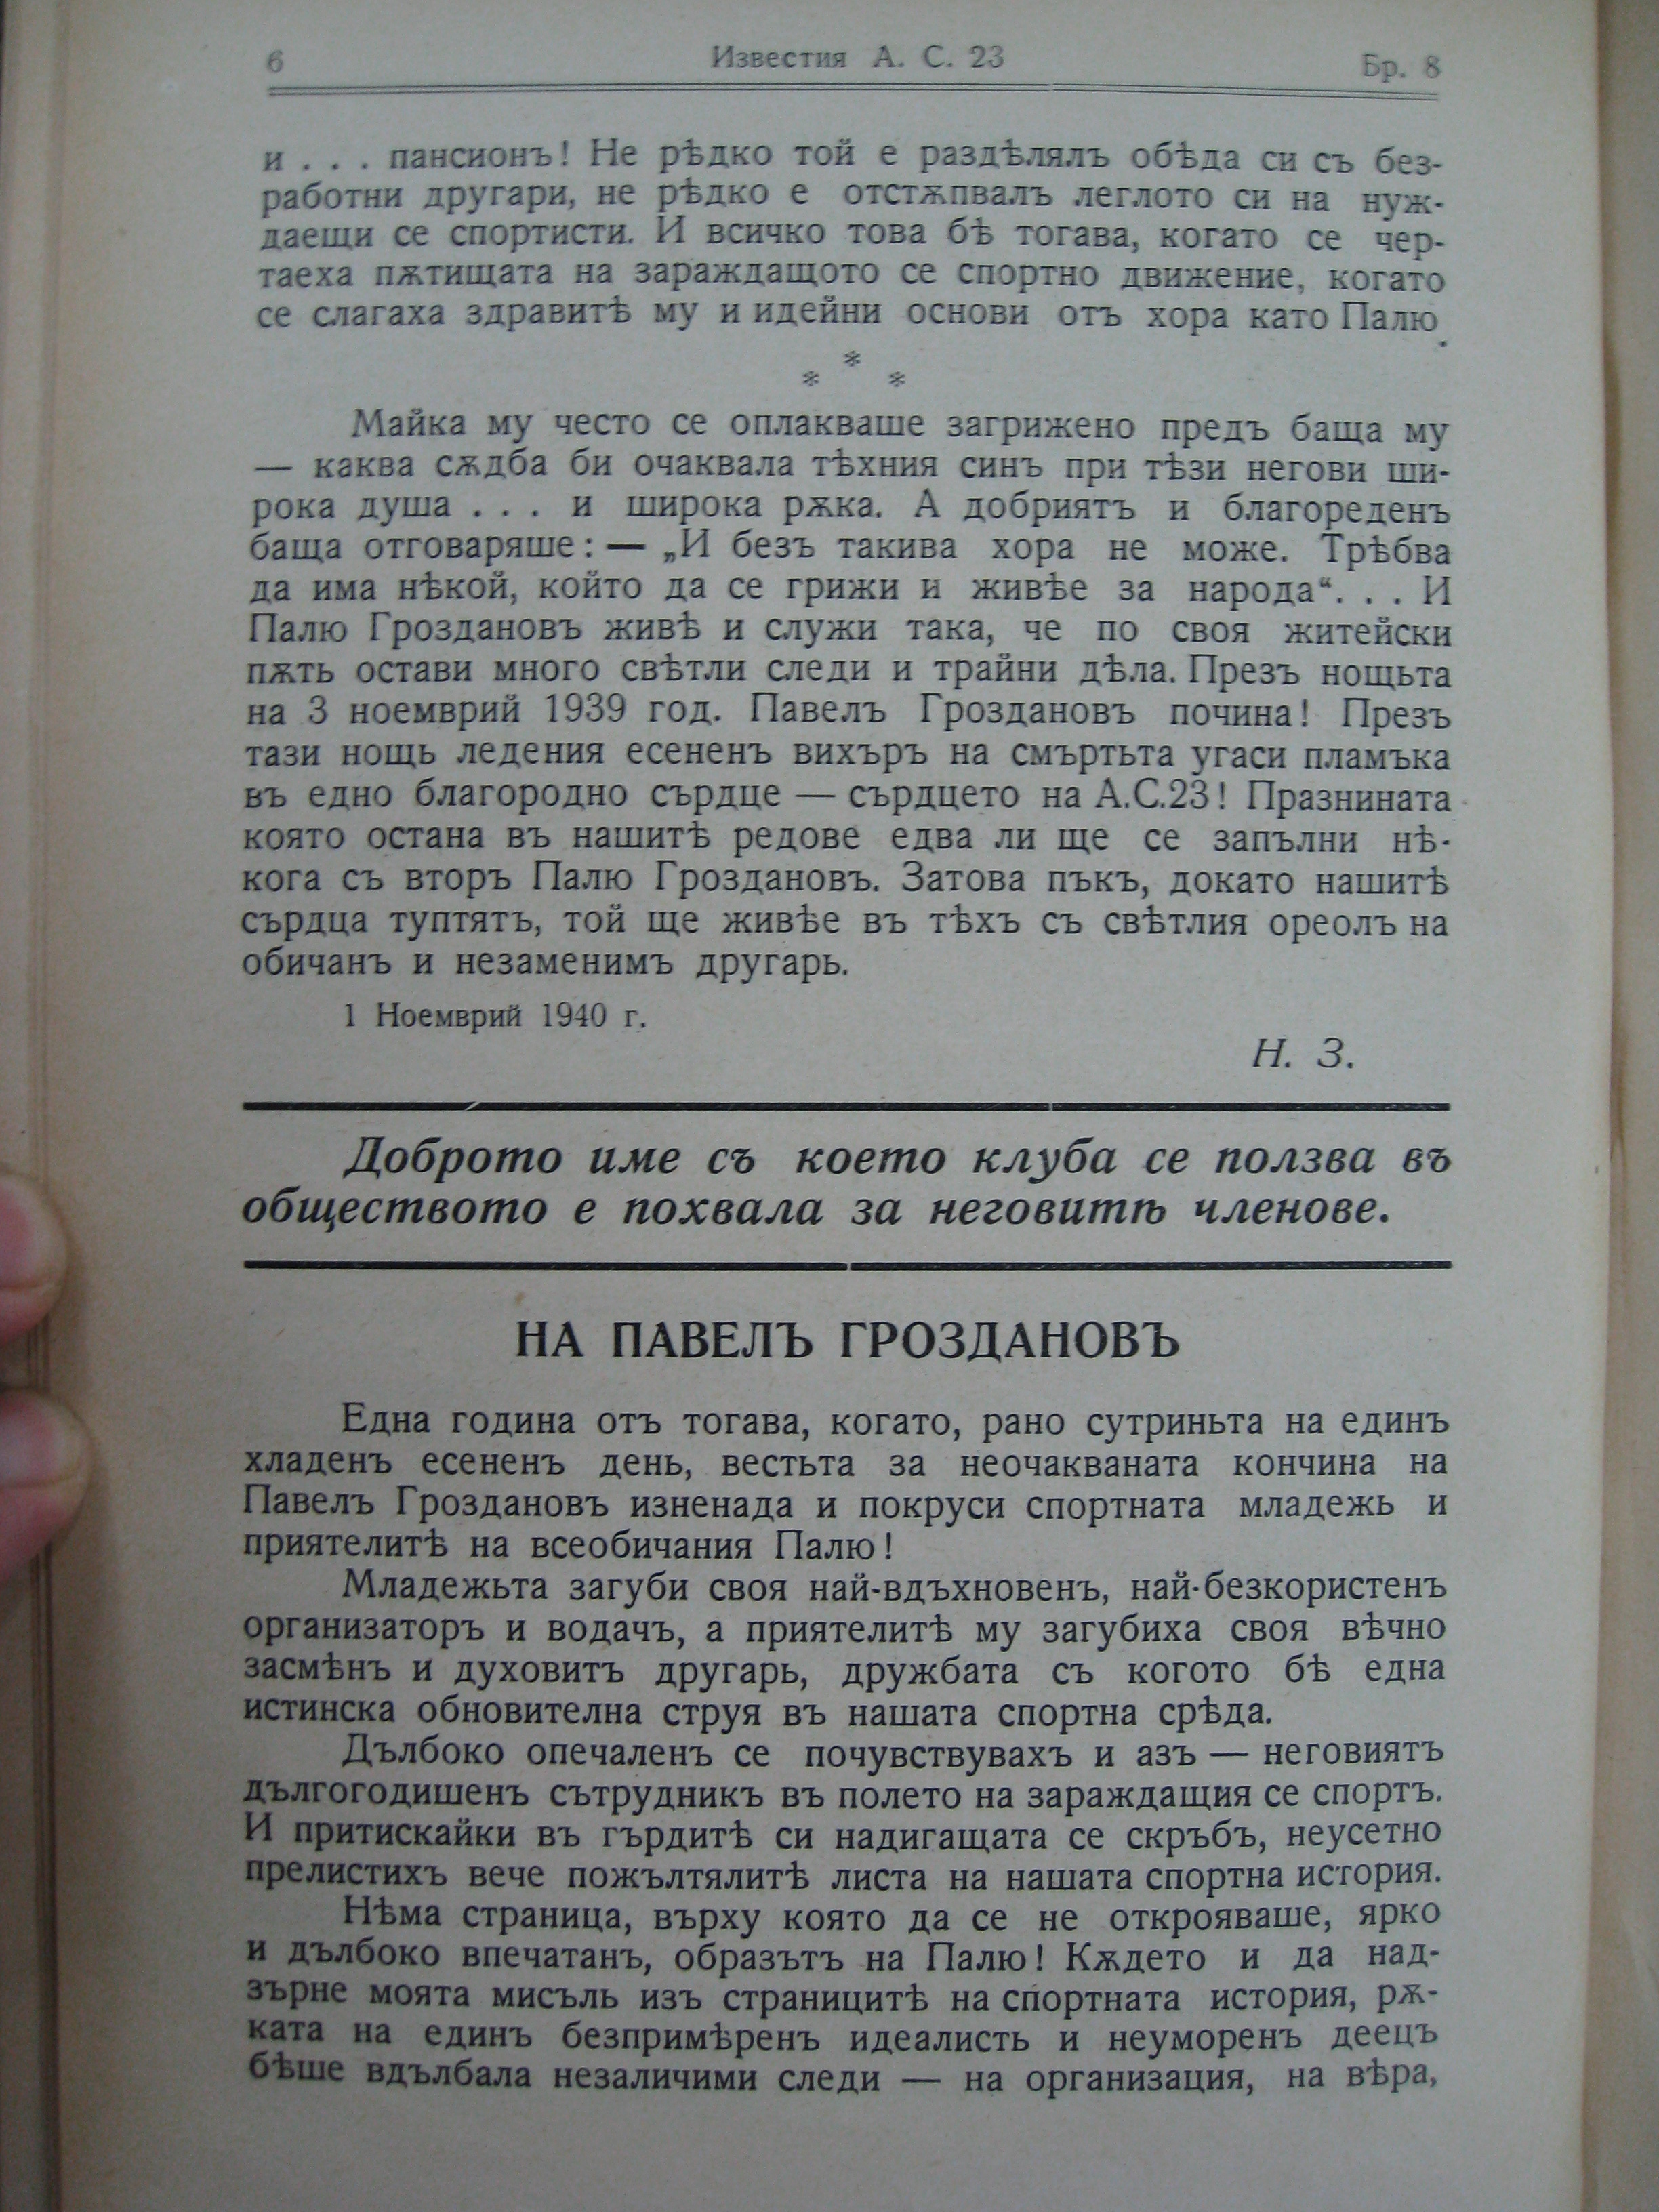 6
Известия А. С. 23
Бр. 8
и . . . пансионъ! Не рѣдко той е раздѣлялъ обѣда си съ без-
работни другари, не рѣдко е отстѫпвалъ леглото си на нуж-
даещи се спортисти. И всичко това бѣ тогава, когато се чер-
таеха пѫтищата на зараждащото се спортно движение, когато
се слагаха здравитѣ му и идейни основи отъ хора като Палю.
*
* *
Майка му често се оплакваше загрижено предъ баща му
— каква сѫдба би очаквала тѣхния синъ при тѣзи негови ши-
рока душа . . . и широка рѫка. А добриятъ и благореденъ
баща отговаряше: — „И безъ такива хора не може. Трѣбва
да има нѣкой, който да се грижи и живѣе за народа“. . . И
Палю Гроздановъ живѣ и служи така, че по своя житейски
пѫть остави много свѣтли следи и трайни дѣла. Презъ нощьта
на 3 ноемврий 1939 год. Павелъ Гроздановъ почина! Презъ
тази нощь ледения есененъ вихъръ на смъртьта угаси пламъка
въ едно благородно сърдце — сърдцето на А.С.23! Празнината
която остана въ нашитѣ редове едва ли ще се запълни нѣ-
кога съ вторъ Палю Гроздановъ. Затова пъкъ, докато нашитѣ
сърдца туптятъ, той ще живѣе въ тѣхъ съ свѣтлия ореолъ на
обичанъ и незаменимъ другарь.
1 Ноемврий 1940 г.
Н. З.
Доброто име съ което клуба се ползва въ
обществото е похвала за неговитѣ членове.
НА ПАВЕЛЪ ГРОЗДАНОВЪ
Една година отъ тогава, когато, рано сутриньта на единъ
хладенъ есененъ день, вестьта за неочакваната кончина на
Павелъ Гроздановъ изненада и покруси спортната младежь и
приятелитѣ на всеобичания Палю!
Младежьта загуби своя най-вдъхновенъ, най-безкористенъ
организаторъ и водачъ, а приятелитѣ му загубиха своя вѣчно
засмѣнъ и духовитъ другарь, дружбата съ когото бѣ една
истинска обновителна струя въ нашата спортна срѣда.
Дълбоко опечаленъ се почувствувахъ и азъ — неговиятъ
дългогодишенъ сътрудникъ въ полето на зараждащия се спортъ.
И притискайки въ гърдитѣ си надигащата се скръбъ, неусетно
прелистихъ вече пожълтялитѣ листа на нашата спортна история.
Нѣма страница, върху която да се не открояваше, ярко
и дълбоко впечатанъ, образътъ на Палю! Кѫдето и да над-
зърне моята мисъль изъ страницитѣ на спортната история, рѫ-
ката на единъ безпримѣренъ идеалисть и неуморенъ деецъ
бѣше вдълбала незаличими следи — на организация, на вѣра,